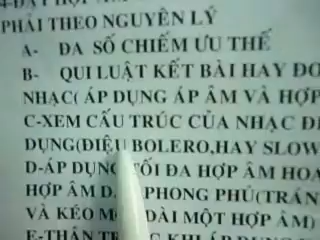 PHẢI THEO NGUYÊN LÝ
A- ĐA SỐ CHIẾM ƯU THẾ
B- QUI LUẬT KẾT BÀI HAY
NHẠC( ÁP DỤNG ÁP ÂM VÀ HỢP
C-XEM CẤU TRÚC CỦA NHẠC
DỤNG(ĐIỆU BOLERO,HAY SLOW
D-ÁP DỤNG TỐI ĐA HỢP ÂM HOA
HỢP ÂM PHONG PHÚ(TRÁN
VÀ KÉO DÀI MỘT HỢP ÂM)